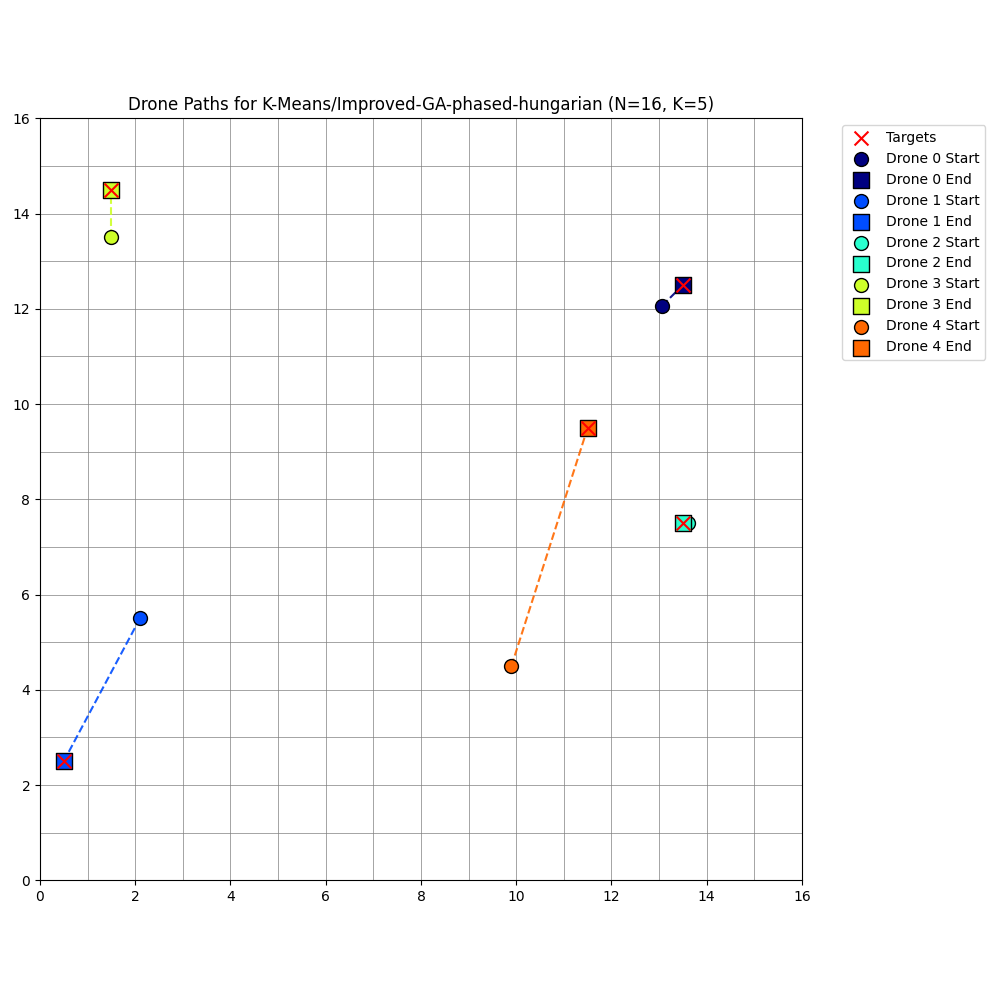 Drone Paths for K-Means/Improved-GA-phased-hungarian (N=16, K=5)
16
14
12
10
8
6
4
2
0
0 2 4 6 8 10 12 14 16
Targets
Drone 0 Start
Drone 0 End
Drone 1 Start
Drone 1 End
Drone 2 Start
Drone 2 End
Drone 3 Start
Drone 3 End
Drone 4 Start
Drone 4 End